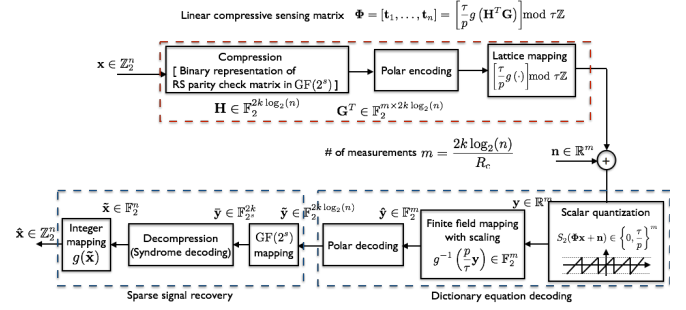 Linear compressive sensing matrix Φ = [t₁, . . . , tₙ] = [τ/p g (HᵀG)] mod τℤ
x ∈ ℤ₂ⁿ
Compression
[ Binary representation of
RS parity check matrix in GF(2ˢ) ]
Polar encoding
Lattice mapping
[τ/p g (·)] mod τℤ
H ∈ 𝔽₂^{2k log₂(n)}
Gᵀ ∈ 𝔽₂^{m×2k log₂(n)}
# of measurements m = 2k log₂(n) / R_c
n ∈ ℝᵐ
+
y ∈ ℝᵐ
x̂ ∈ ℤ₂ⁿ
Integer
mapping
g(x̃)
x̃ ∈ 𝔽₂ⁿ
Decompression
(Syndrome decoding)
ȳ ∈ 𝔽_{2ˢ}^{2k}
GF(2ˢ)
mapping
ỹ ∈ 𝔽₂^{2k log₂(n)}
Polar decoding
ŷ ∈ 𝔽₂ᵐ
Finite field mapping
with scaling
g⁻¹ (p/τ y) ∈ 𝔽₂ᵐ
Scalar quantization
S₂(Φx + n) ∈ {0, τ/p}ᵐ
Sparse signal recovery
Dictionary equation decoding